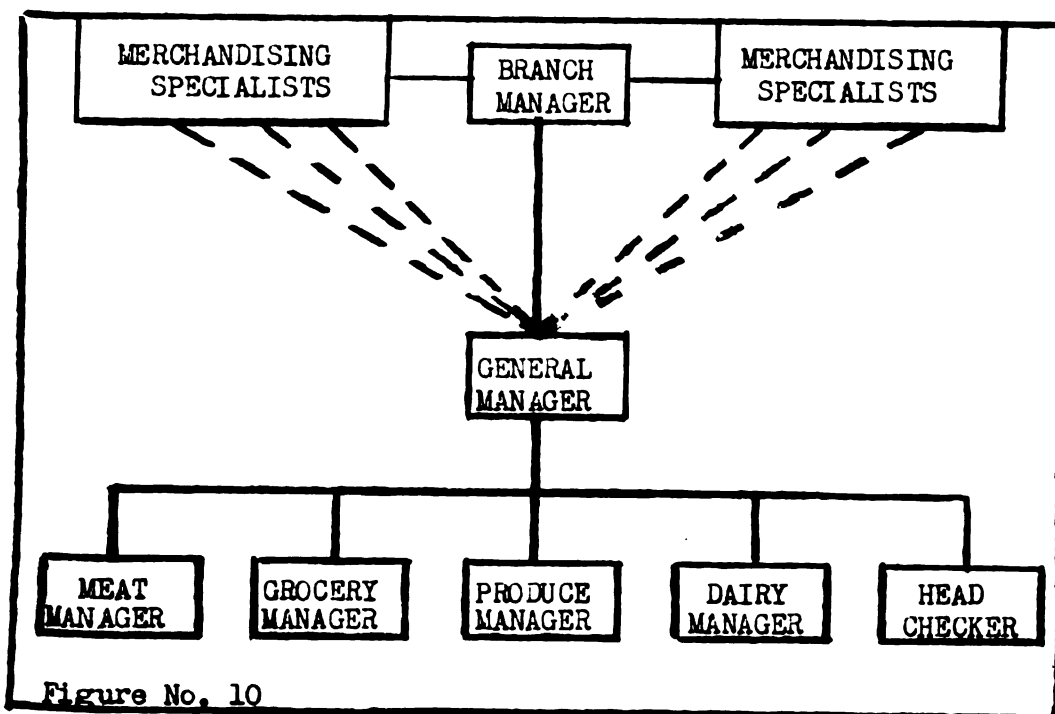 MERCHANDISING
SPECIALISTS
BRANCH
MANAGER
MERCHANDISING
SPECIALISTS
GENERAL
MANAGER
MEAT
MANAGER
GROCERY
MANAGER
PRODUCE
MANAGER
DAIRY
MANAGER
HEAD
CHECKER
Figure No. 10